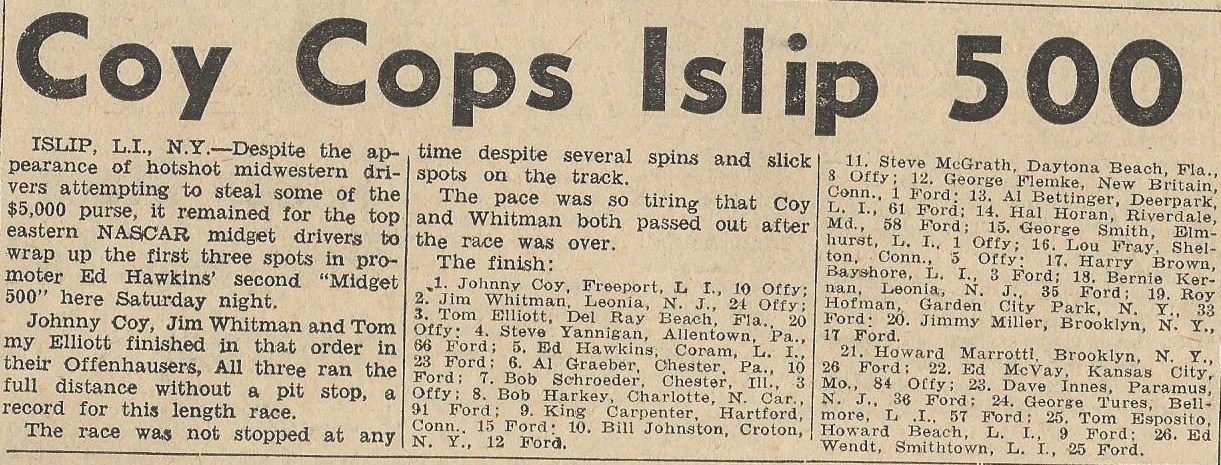 Coy Cops Islip 500
ISLIP, L.I., N.Y.—Despite the ap-
pearance of hotshot midwestern dri-
vers attempting to steal some of the
$5,000 purse, it remained for the top
eastern NASCAR midget drivers to
wrap up the first three spots in pro-
moter Ed Hawkins' second "Midget
500" here Saturday night.
Johnny Coy, Jim Whitman and Tom
my Elliott finished in that order in
their Offenhausers, All three ran the
full distance without a pit stop, a
record for this length race.
The race was not stopped at any
time despite several spins and slick
spots on the track.
The pace was so tiring that Coy
and Whitman both passed out after
the race was over.
The finish:
1. Johnny Coy, Freeport, L I., 10 Offy;
2. Jim Whitman, Leonia, N. J., 24 Offy;
3. Tom Elliott, Del Ray Beach, Fla., 20
Offy; 4. Steve Yannigan, Allentown, Pa.,
66 Ford; 5. Ed Hawkins, Coram, L. I.,
23 Ford; 6. Al Graeber, Chester, Pa., 10
Ford; 7. Bob Schroeder, Chester, Ill., 3
Offy; 8. Bob Harkey, Charlotte, N. Car.,
91 Ford; 9. King Carpenter, Hartford,
Conn., 15 Ford; 10. Bill Johnston, Croton,
N. Y., 12 Ford.
11. Steve McGrath, Daytona Beach, Fla.,
8 Offy; 12. George Flemke, New Britain,
Conn., 1 Ford; 13. Al Bettinger, Deerpark,
L. I., 61 Ford; 14. Hal Horan, Riverdale,
Md., 58 Ford; 15. George Smith, Elm-
hurst, L. I., 1 Offy; 16. Lou Fray, Shel-
ton, Conn., 5 Offy; 17. Harry Brown,
Bayshore, L. I., 3 Ford; 18. Bernie Ker-
nan, Leonia, N. J., 35 Ford; 19. Roy
Hofman, Garden City Park, N. Y., 33
Ford; 20. Jimmy Miller, Brooklyn, N. Y.,
17 Ford.
21. Howard Marrotti, Brooklyn, N. Y.,
26 Ford; 22. Ed McVay, Kansas City,
Mo., 84 Offy; 23. Dave Innes, Paramus,
N. J., 36 Ford; 24. George Tures, Bell-
more, L .I., 57 Ford; 25. Tom Esposito,
Howard Beach, L. I., 9 Ford; 26. Ed
Wendt, Smithtown, L. I., 25 Ford.